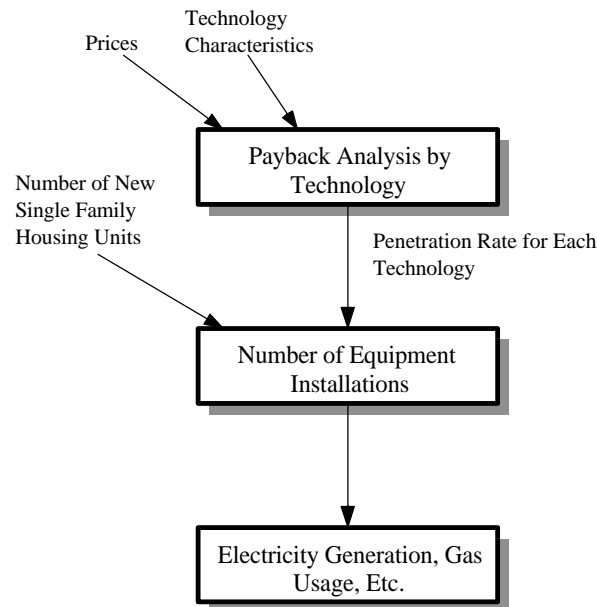 Technology
Characteristics
Prices
Payback Analysis by
Technology
Number of New
Single Family
Housing Units
Penetration Rate for Each
Technology
Number of Equipment
Installations
Electricity Generation, Gas
Usage, Etc.